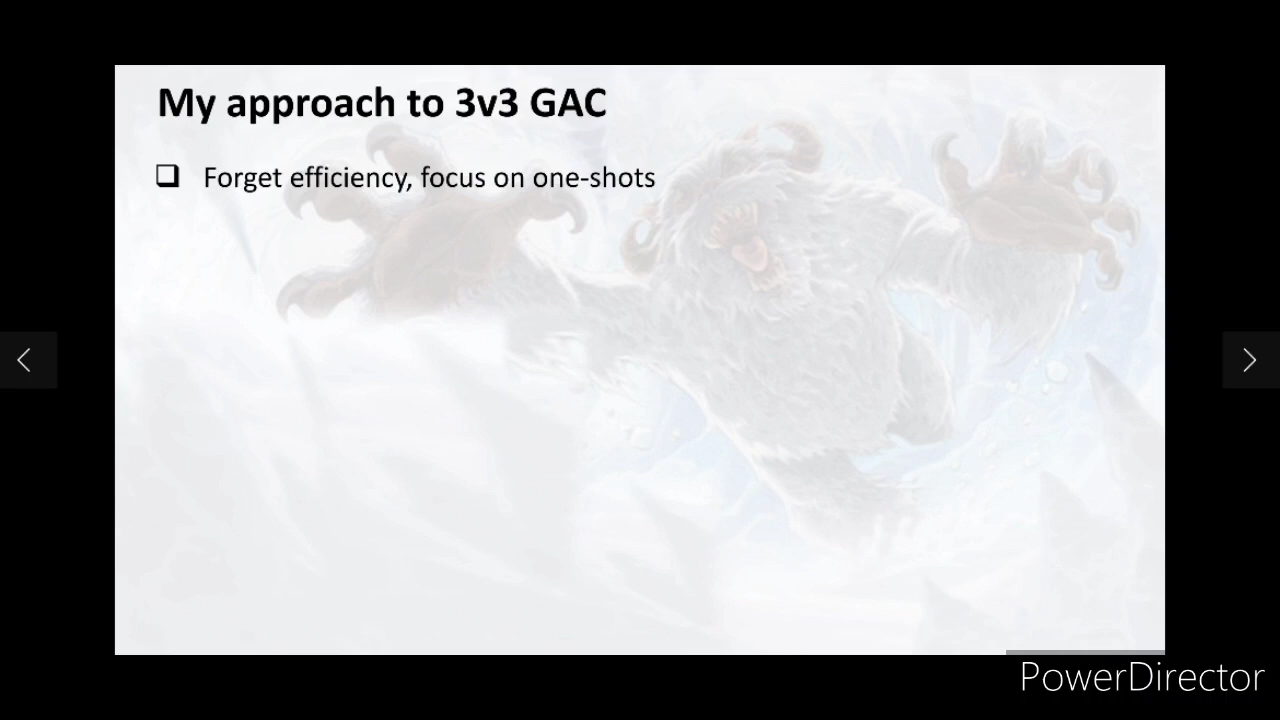 My approach to 3v3 GAC
Forget efficiency, focus on one-shots
PowerDirector